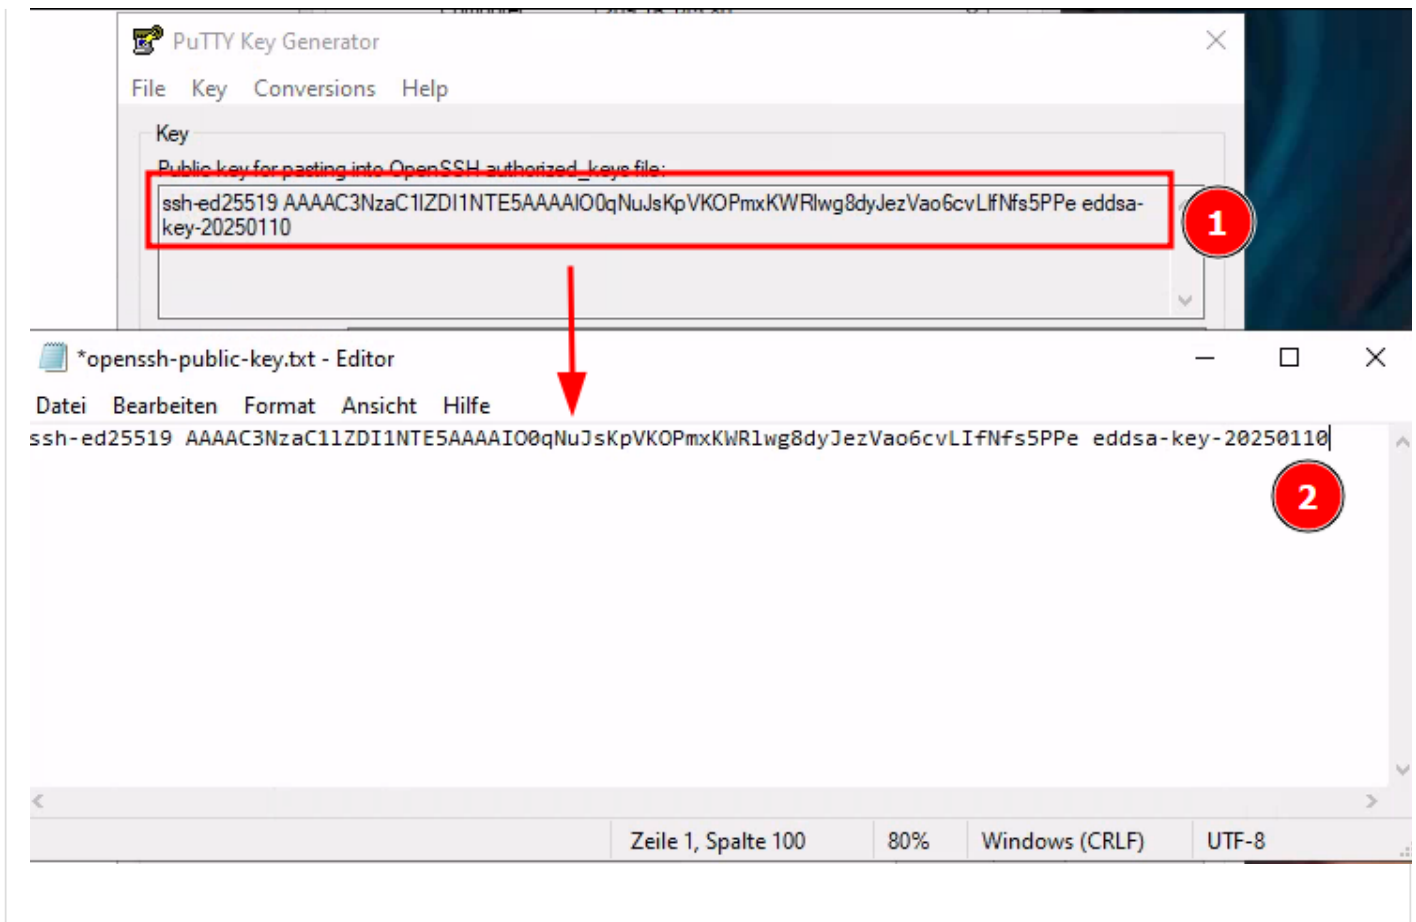 PuTTY Key Generator
File Key Conversions Help
Key
Public key for pasting into OpenSSH authorized_keys file:
ssh-ed25519 AAAAC3NzaC1lZDI1NTE5AAAAIO0qNuJsKpVKOPmxKWRlwg8dyJezVao6cvLIfNfs5PPe eddsa-
key-20250110
1
*openssh-public-key.txt - Editor
Datei Bearbeiten Format Ansicht Hilfe
ssh-ed25519 AAAAC3NzaC1lZDI1NTE5AAAAIO0qNuJsKpVKOPmxKWRlwg8dyJezVao6cvLIfNfs5PPe eddsa-key-20250110
2
Zeile 1, Spalte 100 80% Windows (CRLF) UTF-8